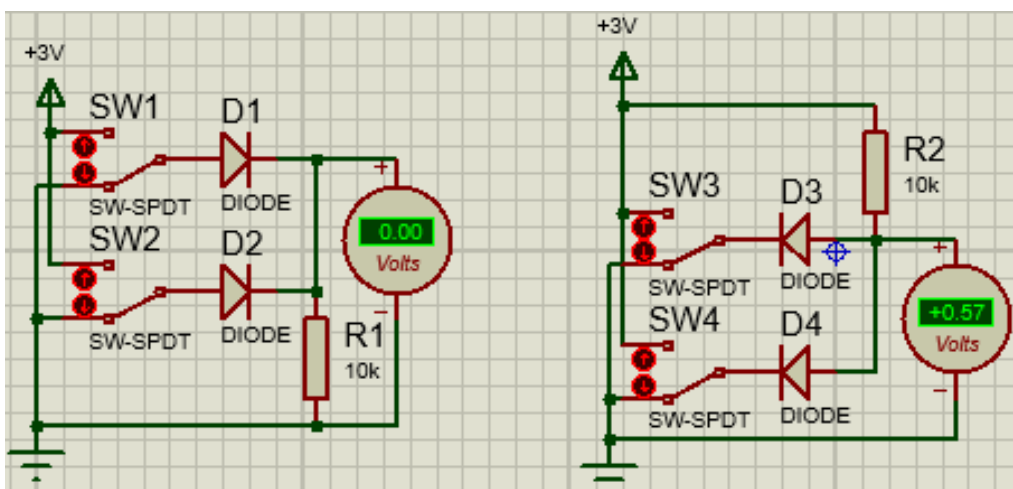 +3V
SW1
D1
SW-SPDT
DIODE
+
0.00
Volts
SW2
D2
SW-SPDT
DIODE
−
R1
10k
+3V
R2
10k
SW3
D3
SW-SPDT
DIODE
+
+0.57
Volts
SW4
D4
SW-SPDT
DIODE
−